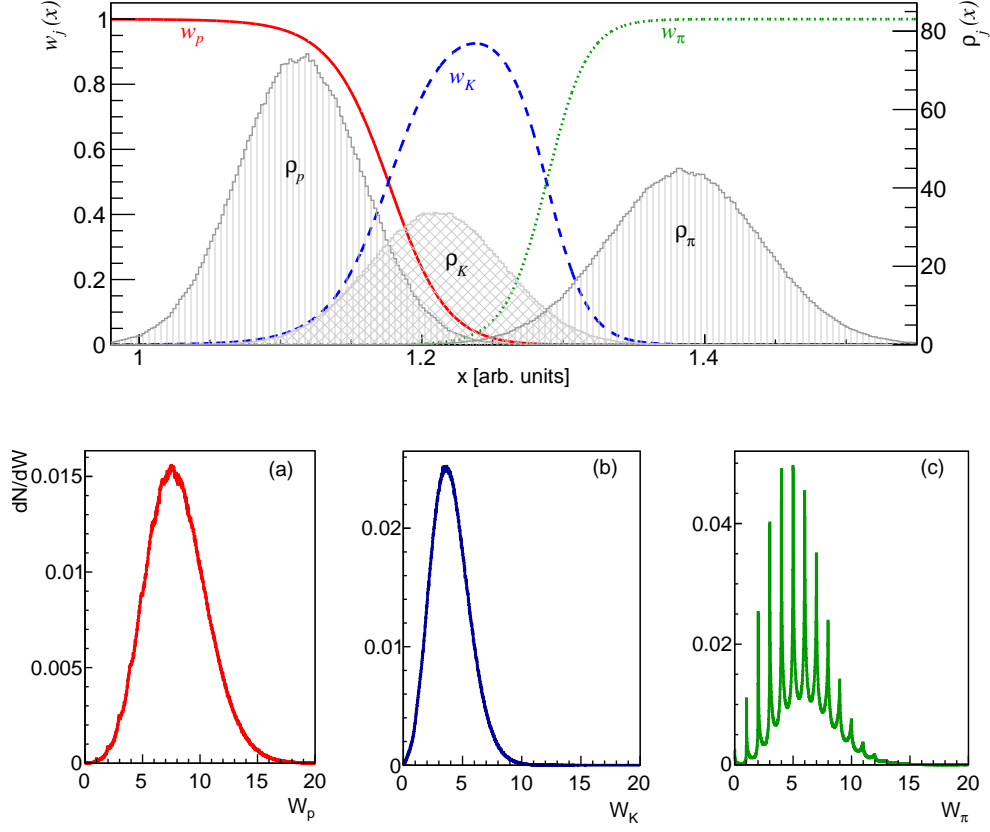 w_j(x)
ρ_j(x)
1
0.8
0.6
0.4
0.2
0
w_p
w_K
w_π
ρ_p
ρ_K
ρ_π
80
60
40
20
0
1
1.2
1.4
x [arb. units]
dN/dW
0.015
0.01
0.005
0
(a)
0 5 10 15 20
W_p
0.02
0.01
0
(b)
0 5 10 15 20
W_K
0.04
0.02
0
(c)
0 5 10 15 20
W_π